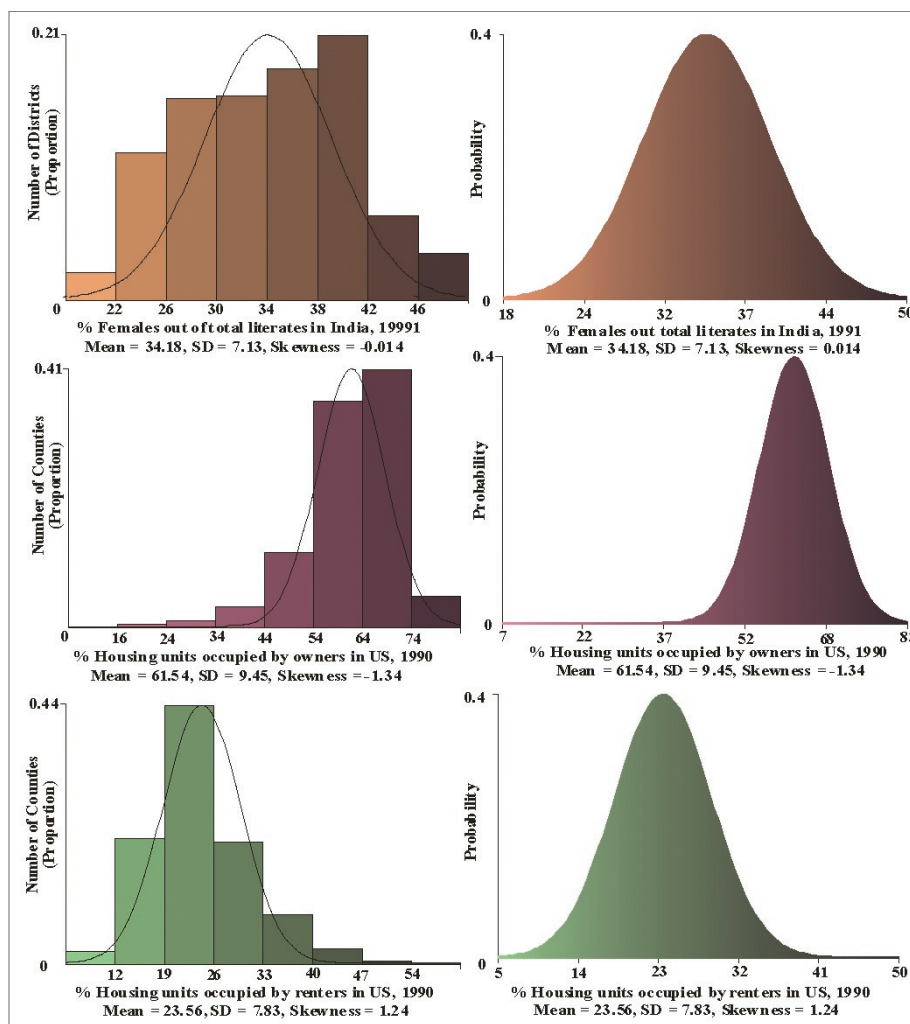 0.21
Number of Districts
(Proportion)
0 22 26 30 34 38 42 46
% Females out of total literates in India, 19991
Mean = 34.18, SD = 7.13, Skewness = -0.014
0.4
Probability
0
18 24 32 37 44 50
% Females out total literates in India, 1991
Mean = 34.18, SD = 7.13, Skewness = 0.014
0.41
Number of Counties
(Proportion)
0 16 24 34 44 54 64 74
% Housing units occupied by owners in US, 1990
Mean = 61.54, SD = 9.45, Skewness =-1.34
0.4
Probability
0
7 22 37 52 68
% Housing units occupied by owners in US, 1990
Mean = 61.54, SD = 9.45, Skewness =-1.34
0.44
Number of Counties
(Proportion)
0 12 19 26 33 40 47 54
% Housing units occupied by renters in US, 1990
Mean = 23.56, SD = 7.83, Skewness = 1.24
0.4
Probability
0
5 14 23 32 41 50
% Housing units occupied by renters in US, 1990
Mean = 23.56, SD = 7.83, Skewness = 1.24